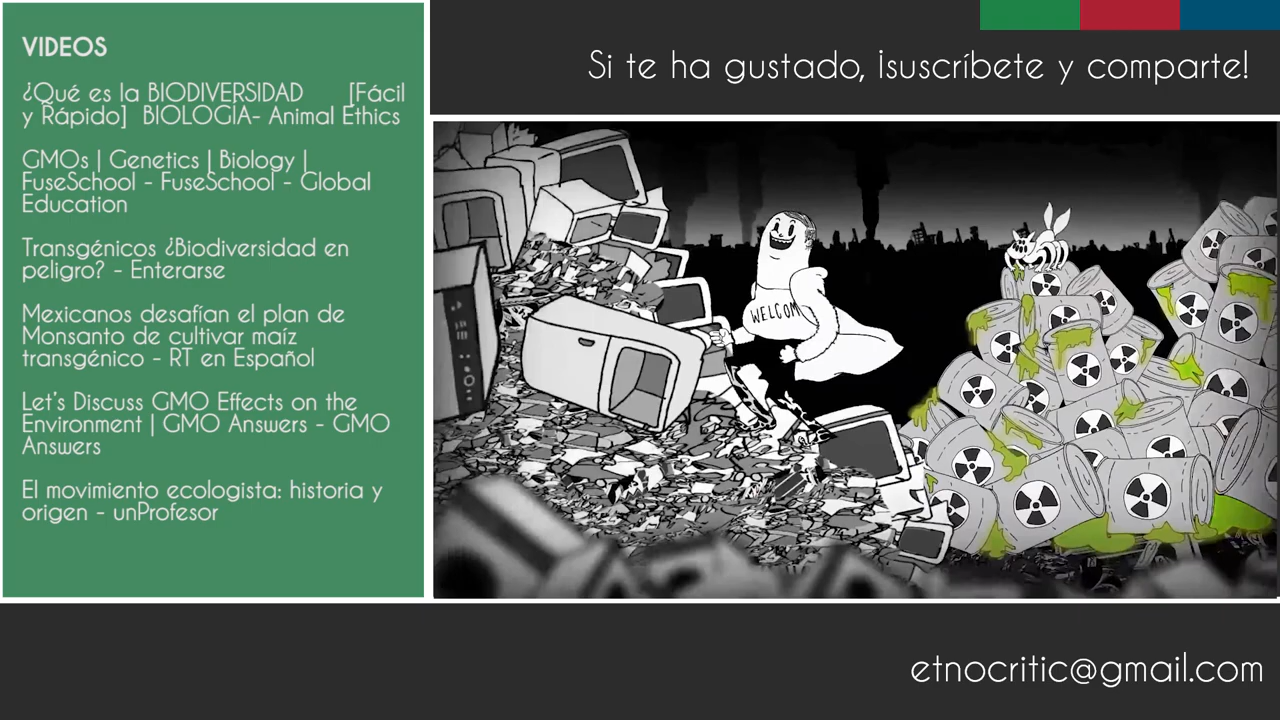 VIDEOS
¿Qué es la BIODIVERSIDAD [Fácil
y Rápido] BIOLOGÍA- Animal Ethics
GMOs | Genetics | Biology |
FuseSchool - FuseSchool - Global
Education
Transgénicos ¿Biodiversidad en
peligro? - Enterarse
Mexicanos desafían el plan de
Monsanto de cultivar maíz
transgénico - RT en Español
Let's Discuss GMO Effects on the
Environment | GMO Answers - GMO
Answers
El movimiento ecologista: historia y
origen - unProfesor
Si te ha gustado, ¡suscríbete y comparte!
WELCOM
etnocritic@gmail.com